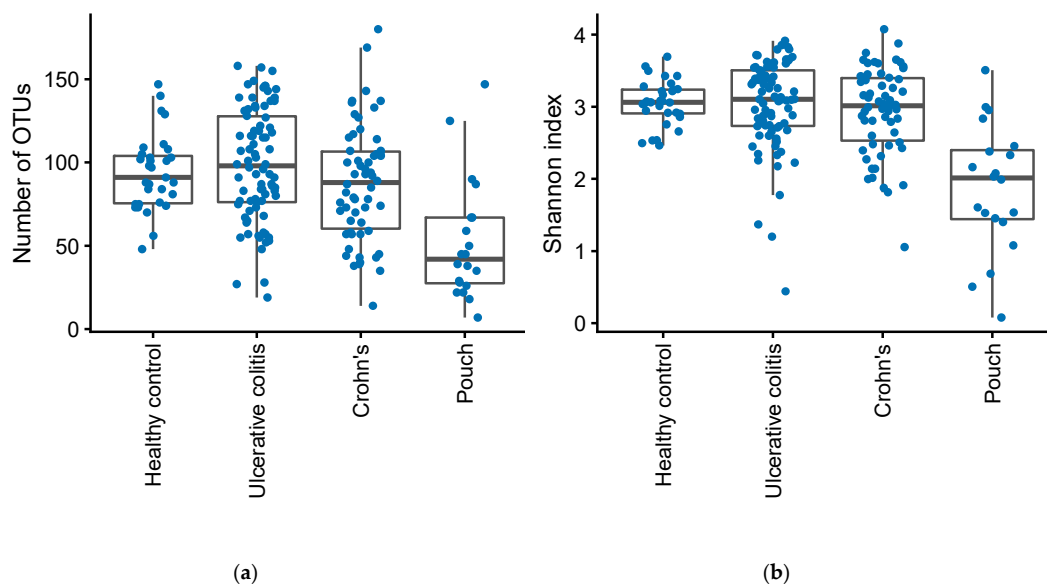 Number of OTUs
150
100
50
0
Healthy control
Ulcerative colitis
Crohn's
Pouch
(a)
Shannon index
4
3
2
1
0
Healthy control
Ulcerative colitis
Crohn's
Pouch
(b)